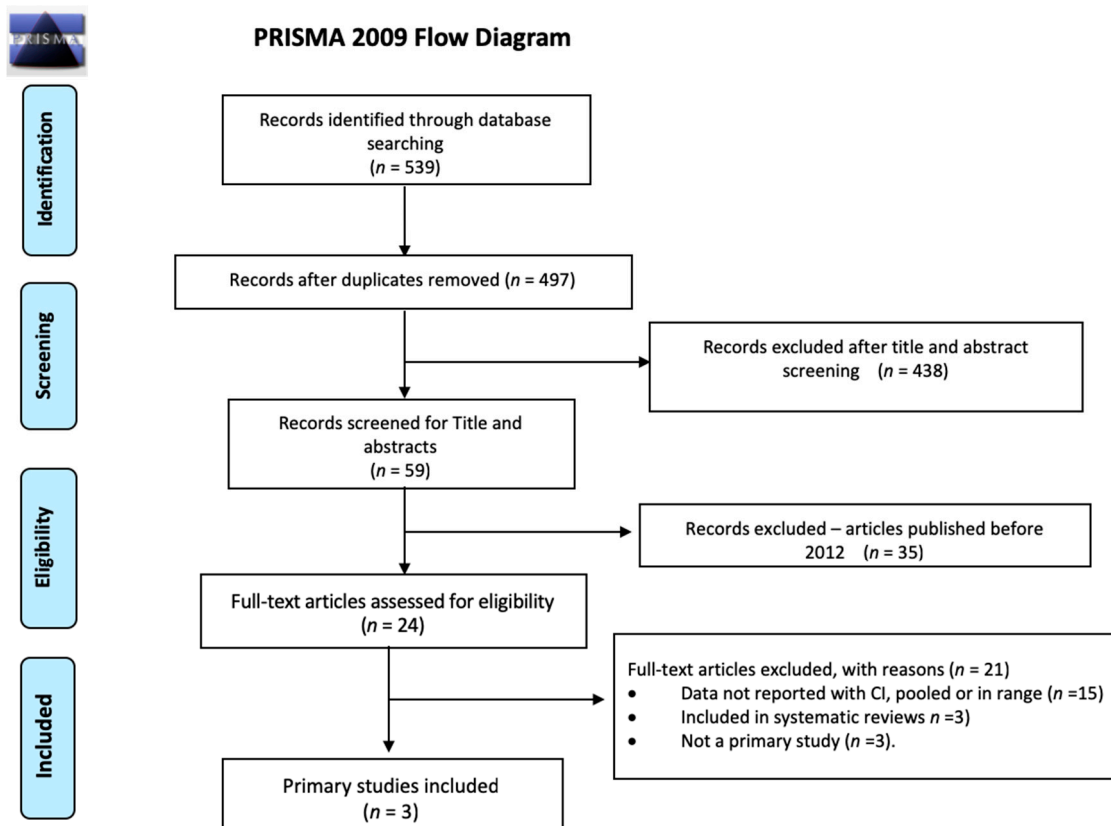 PRISMA
PRISMA 2009 Flow Diagram
Identification
Records identified through database
searching
(n = 539)
Records after duplicates removed (n = 497)
Screening
Records excluded after title and abstract
screening (n = 438)
Records screened for Title and
abstracts
(n = 59)
Eligibility
Records excluded – articles published before
2012 (n = 35)
Full-text articles assessed for eligibility
(n = 24)
Included
Full-text articles excluded, with reasons (n = 21)
• Data not reported with CI, pooled or in range (n =15)
• Included in systematic reviews n =3)
• Not a primary study (n =3).
Primary studies included
(n = 3)